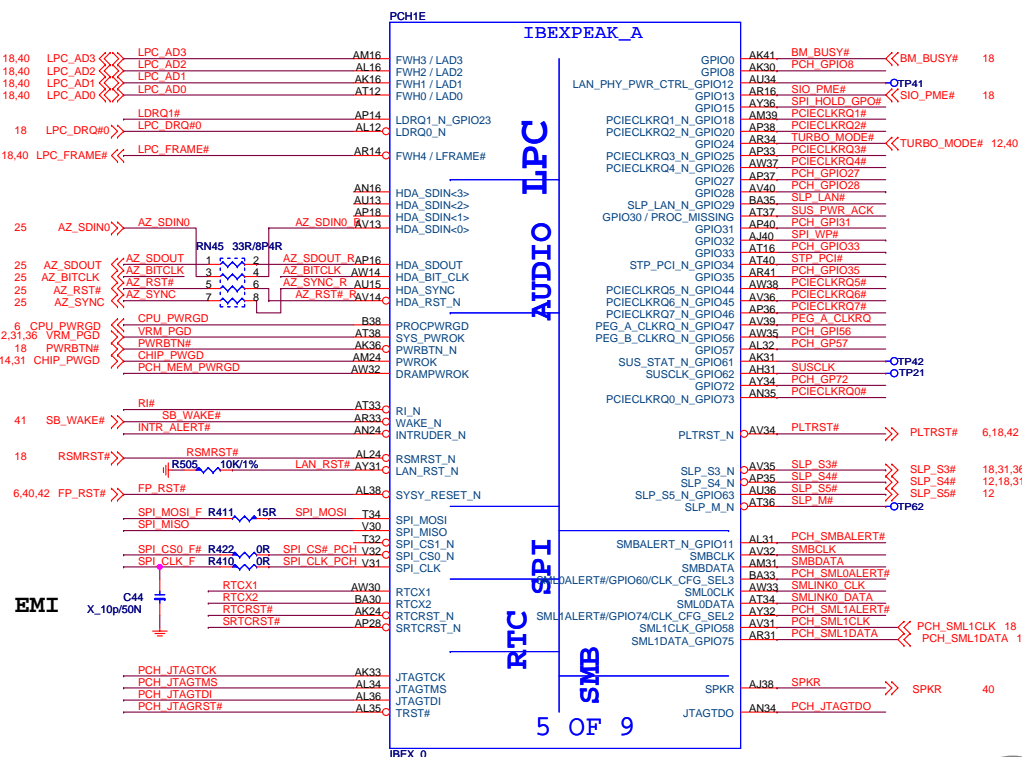 PCH1E
IBEXPEAK_A
18,40 LPC_AD3 LPC_AD3 AM16 FWH3 / LAD3
18,40 LPC_AD2 LPC_AD2 AL16 FWH2 / LAD2
18,40 LPC_AD1 LPC_AD1 AK16 FWH1 / LAD1
18,40 LPC_AD0 LPC_AD0 AT12 FWH0 / LAD0
LDRQ1# AP14 LDRQ1_N_GPIO23
18 LPC_DRQ#0 LPC_DRQ#0 AL12 LDRQ0_N
18,40 LPC_FRAME# LPC_FRAME# AR14 FWH4 / LFRAME#
AN16 HDA_SDIN<3>
AU13 HDA_SDIN<2>
AP18 HDA_SDIN<1>
25 AZ_SDIN0 AZ_SDIN0 AZ_SDIN0_R AV13 HDA_SDIN<0>
RN45 33R/8P4R
25 AZ_SDOUT AZ_SDOUT 1 2 AZ_SDOUT_R AP16 HDA_SDOUT
25 AZ_BITCLK AZ_BITCLK 3 4 AZ_BITCLK AW14 HDA_BIT_CLK
25 AZ_RST# AZ_RST# 5 6 AZ_SYNC_R AU15 HDA_SYNC
25 AZ_SYNC AZ_SYNC 7 8 AZ_RST#_R AV14 HDA_RST_N
6 CPU_PWRGD CPU_PWRGD B38 PROCPWRGD
2,31,36 VRM_PGD VRM_PGD AT38 SYS_PWROK
18 PWRBTN# PWRBTN# AK36 PWRBTN_N
14,31 CHIP_PWGD CHIP_PWGD AM24 PWROK
PCH_MEM_PWRGD AW32 DRAMPWROK
RI# AT33 RI_N
41 SB_WAKE# SB_WAKE# AR33 WAKE_N
INTR_ALERT# AN24 INTRUDER_N
18 RSMRST# RSMRST# AL24 RSMRST_N
R505 10K/1% LAN_RST# AY31 LAN_RST_N
6,40,42 FP_RST# FP_RST# AL38 SYSY_RESET_N
SPI_MOSI_F R411 15R SPI_MOSI T34 SPI_MOSI
SPI_MISO V30 SPI_MISO
T32 SPI_CS1_N
SPI_CS0_F# R422 0R SPI_CS#_PCH V32 SPI_CS0_N
SPI_CLK_F R410 0R SPI_CLK_PCH V31 SPI_CLK
EMI
C44
X_10p/50N
RTCX1 AW30 RTCX1
RTCX2 BA30 RTCX2
RTCRST# AK24 RTCRST_N
SRTCRST# AP28 SRTCRST_N
PCH_JTAGTCK AK33 JTAGTCK
PCH_JTAGTMS AL34 JTAGTMS
PCH_JTAGTDI AL36 JTAGTDI
PCH_JTAGRST# AL35 TRST#
LPC
AUDIO
SPI
RTC
SMB
5 OF 9
GPIO0 AK41 BM_BUSY# BM_BUSY# 18
GPIO8 AK30 PCH_GPIO8
LAN_PHY_PWR_CTRL_GPIO12 AU34 TP41
GPIO13 AR16 SIO_PME# SIO_PME# 18
GPIO15 AY36 SPI_HOLD_GPO#
PCIECLKRQ1_N_GPIO18 AM39 PCIECLKRQ1#
PCIECLKRQ2_N_GPIO20 AP38 PCIECLKRQ2#
GPIO24 AR34 TURBO_MODE# TURBO_MODE# 12,40
PCIECLKRQ3_N_GPIO25 AP33 PCIECLKRQ3#
PCIECLKRQ4_N_GPIO26 AW37 PCIECLKRQ4#
GPIO27 AP37 PCH_GPIO27
GPIO28 AV40 PCH_GPIO28
SLP_LAN_N_GPIO29 BA35 SLP_LAN#
GPIO30 / PROC_MISSING AT37 SUS_PWR_ACK
GPIO31 AP40 PCH_GPI31
GPIO32 AJ40 SPI_WP#
GPIO33 AT16 PCH_GPIO33
STP_PCI_N_GPIO34 AT40 STP_PCI#
GPIO35 AR41 PCH_GPIO35
PCIECLKRQ5_N_GPIO44 AW38 PCIECLKRQ5#
PCIECLKRQ6_N_GPIO45 AV36 PCIECLKRQ6#
PCIECLKRQ7_N_GPIO46 AP36 PCIECLKRQ7#
PEG_A_CLKRQ_N_GPIO47 AV39 PEG_A_CLKRQ
PEG_B_CLKRQ_N_GPIO56 AW35 PCH_GPI56
GPIO57 AL32 PCH_GP57
SUS_STAT_N_GPIO61 AK31 TP42
SUSCLK_GPIO62 AH31 SUSCLK TP21
GPIO72 AY34 PCH_GP72
PCIECLKRQ0_N_GPIO73 AN35 PCIECLKRQ0#
PLTRST_N AV34 PLTRST# PLTRST# 6,18,42
SLP_S3_N AV35 SLP_S3# SLP_S3# 18,31,36
SLP_S4_N AP35 SLP_S4# SLP_S4# 12,18,31
SLP_S5_N_GPIO63 AU36 SLP_S5# SLP_S5# 12
SLP_M_N AT36 SLP_M# TP62
SMBALERT_N_GPIO11 AL31 PCH_SMBALERT#
SMBCLK AV32 SMBCLK
SMBDATA AM31 SMBDATA
SML0ALERT#/GPIO60/CLK_CFG_SEL3 BA33 PCH_SML0ALERT#
SML0CLK AW33 SMLINK0_CLK
SML0DATA AT34 SMLINK0_DATA
SML1ALERT#/GPIO74/CLK_CFG_SEL2 AY32 PCH_SML1ALERT#
SML1CLK_GPIO58 AV31 PCH_SML1CLK PCH_SML1CLK 18
SML1DATA_GPIO75 AR31 PCH_SML1DATA PCH_SML1DATA 1
SPKR AJ38 SPKR SPKR 40
JTAGTDO AN34 PCH_JTAGTDO
IBEX_0